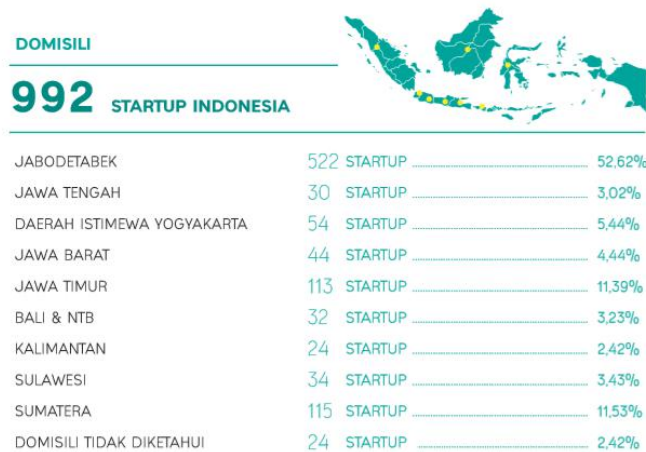 DOMISILI
992 STARTUP INDONESIA
JABODETABEK 522 STARTUP 52,62%
JAWA TENGAH 30 STARTUP 3,02%
DAERAH ISTIMEWA YOGYAKARTA 54 STARTUP 5,44%
JAWA BARAT 44 STARTUP 4,44%
JAWA TIMUR 113 STARTUP 11,39%
BALI & NTB 32 STARTUP 3,23%
KALIMANTAN 24 STARTUP 2,42%
SULAWESI 34 STARTUP 3,43%
SUMATERA 115 STARTUP 11,53%
DOMISILI TIDAK DIKETAHUI 24 STARTUP 2,42%